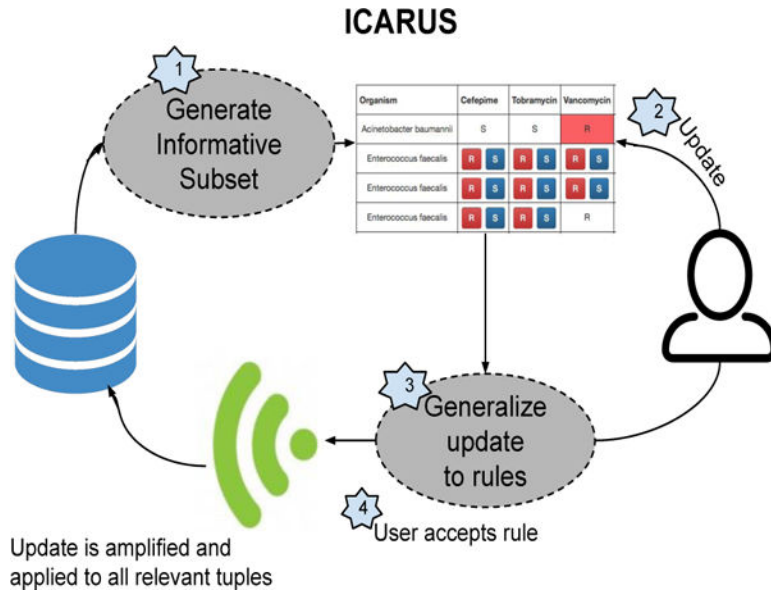 ICARUS
1
Generate
Informative
Subset
Organism Cefepime Tobramycin Vancomycin
Acinetobacter baumannii S S R
Enterococcus faecalis R S R S R S
Enterococcus faecalis R S R S R S
Enterococcus faecalis R S R S R
2
Update
3
Generalize
update
to rules
4
User accepts rule
Update is amplified and
applied to all relevant tuples